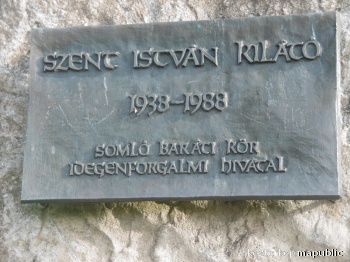 SZENT ISTVÁN KILÁTÓ
1938-1988
SOMLÓ BARÁTI KÖR
IDEGENFORGALMI HIVATAL